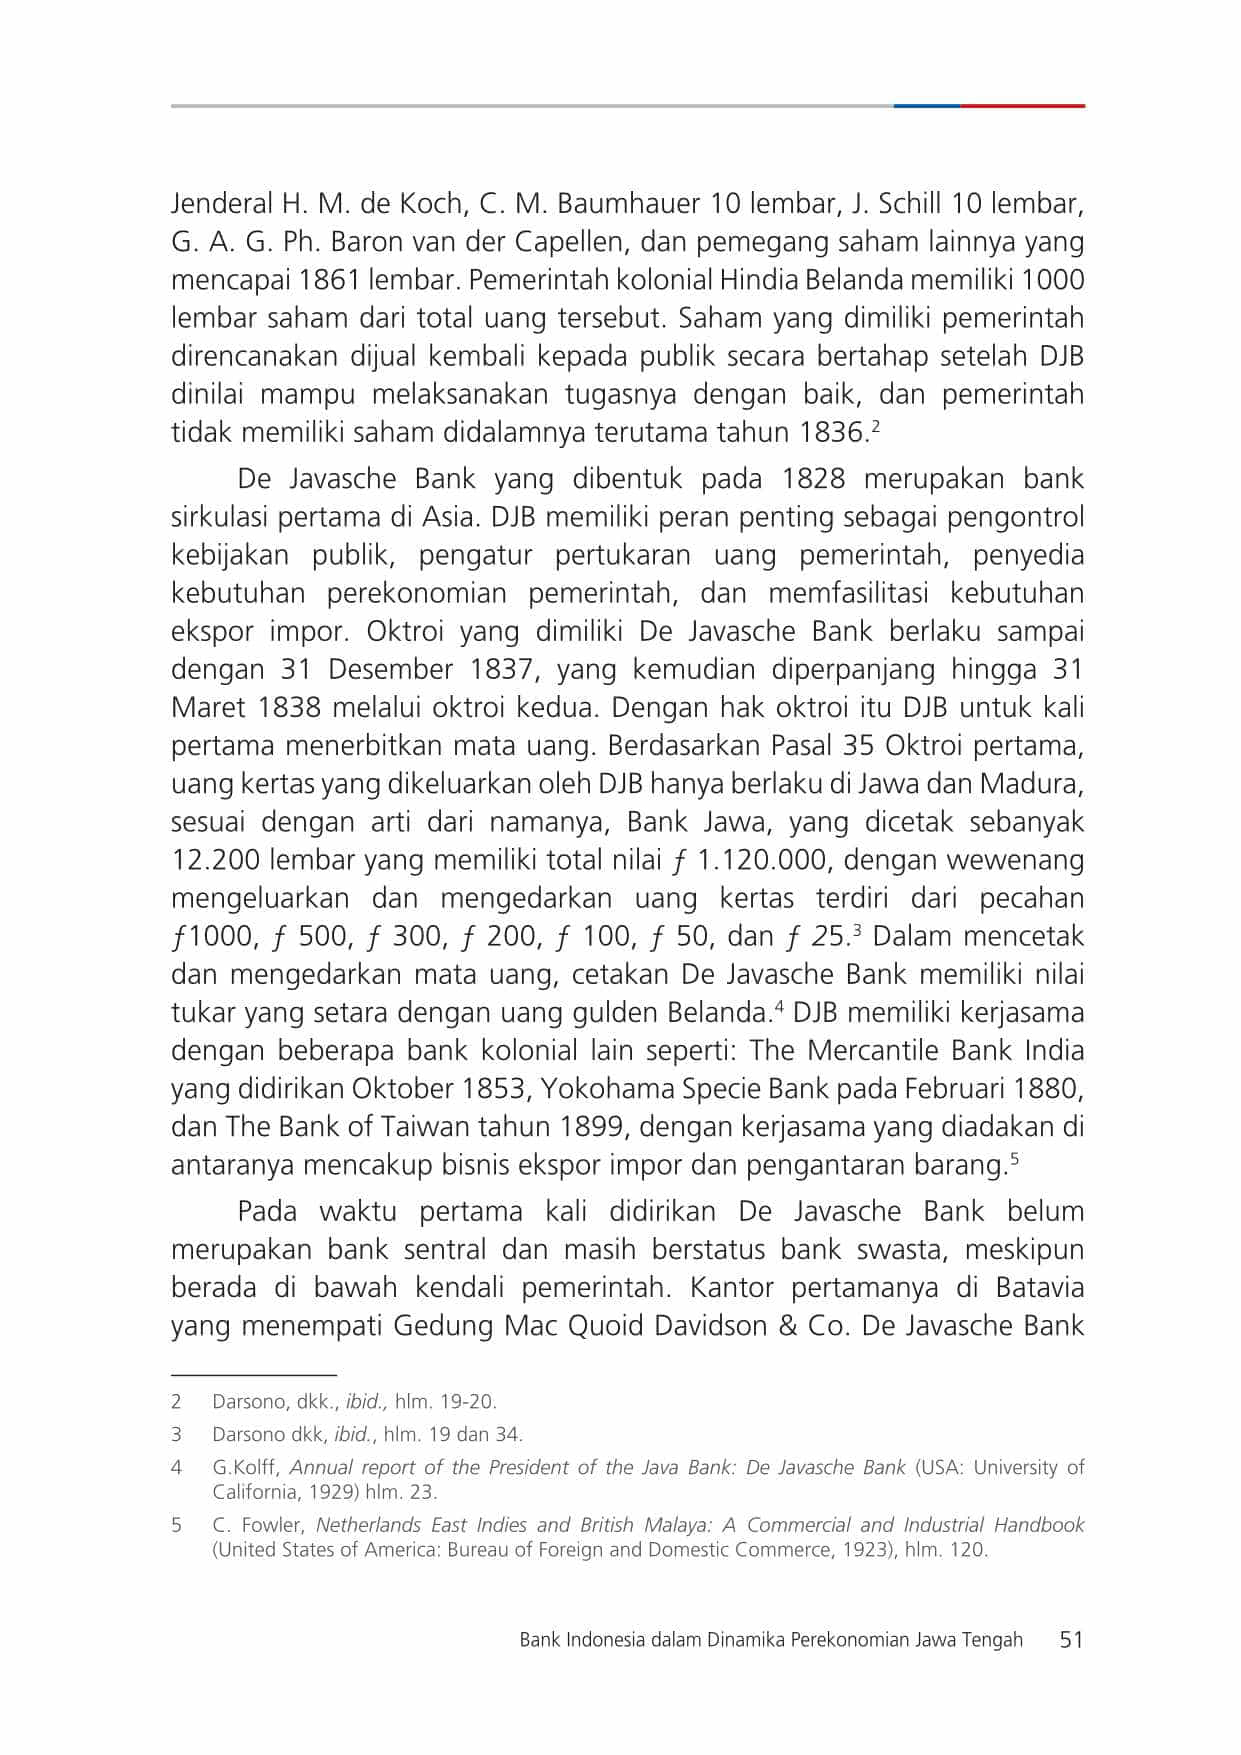 Jenderal H. M. de Koch, C. M. Baumhauer 10 lembar, J. Schill 10 lembar,
G. A. G. Ph. Baron van der Capellen, dan pemegang saham lainnya yang
mencapai 1861 lembar. Pemerintah kolonial Hindia Belanda memiliki 1000
lembar saham dari total uang tersebut. Saham yang dimiliki pemerintah
direncanakan dijual kembali kepada publik secara bertahap setelah DJB
dinilai mampu melaksanakan tugasnya dengan baik, dan pemerintah
tidak memiliki saham didalamnya terutama tahun 1836.²
De Javasche Bank yang dibentuk pada 1828 merupakan bank
sirkulasi pertama di Asia. DJB memiliki peran penting sebagai pengontrol
kebijakan publik, pengatur pertukaran uang pemerintah, penyedia
kebutuhan perekonomian pemerintah, dan memfasilitasi kebutuhan
ekspor impor. Oktroi yang dimiliki De Javasche Bank berlaku sampai
dengan 31 Desember 1837, yang kemudian diperpanjang hingga 31
Maret 1838 melalui oktroi kedua. Dengan hak oktroi itu DJB untuk kali
pertama menerbitkan mata uang. Berdasarkan Pasal 35 Oktroi pertama,
uang kertas yang dikeluarkan oleh DJB hanya berlaku di Jawa dan Madura,
sesuai dengan arti dari namanya, Bank Jawa, yang dicetak sebanyak
12.200 lembar yang memiliki total nilai ƒ 1.120.000, dengan wewenang
mengeluarkan dan mengedarkan uang kertas terdiri dari pecahan
ƒ1000, ƒ 500, ƒ 300, ƒ 200, ƒ 100, ƒ 50, dan ƒ 25.³ Dalam mencetak
dan mengedarkan mata uang, cetakan De Javasche Bank memiliki nilai
tukar yang setara dengan uang gulden Belanda.⁴ DJB memiliki kerjasama
dengan beberapa bank kolonial lain seperti: The Mercantile Bank India
yang didirikan Oktober 1853, Yokohama Specie Bank pada Februari 1880,
dan The Bank of Taiwan tahun 1899, dengan kerjasama yang diadakan di
antaranya mencakup bisnis ekspor impor dan pengantaran barang.⁵
Pada waktu pertama kali didirikan De Javasche Bank belum
merupakan bank sentral dan masih berstatus bank swasta, meskipun
berada di bawah kendali pemerintah. Kantor pertamanya di Batavia
yang menempati Gedung Mac Quoid Davidson & Co. De Javasche Bank
2 Darsono, dkk., ibid., hlm. 19-20.
3 Darsono dkk, ibid., hlm. 19 dan 34.
4 G.Kolff, Annual report of the President of the Java Bank: De Javasche Bank (USA: University of
California, 1929) hlm. 23.
5 C. Fowler, Netherlands East Indies and British Malaya: A Commercial and Industrial Handbook
(United States of America: Bureau of Foreign and Domestic Commerce, 1923), hlm. 120.
Bank Indonesia dalam Dinamika Perekonomian Jawa Tengah 51